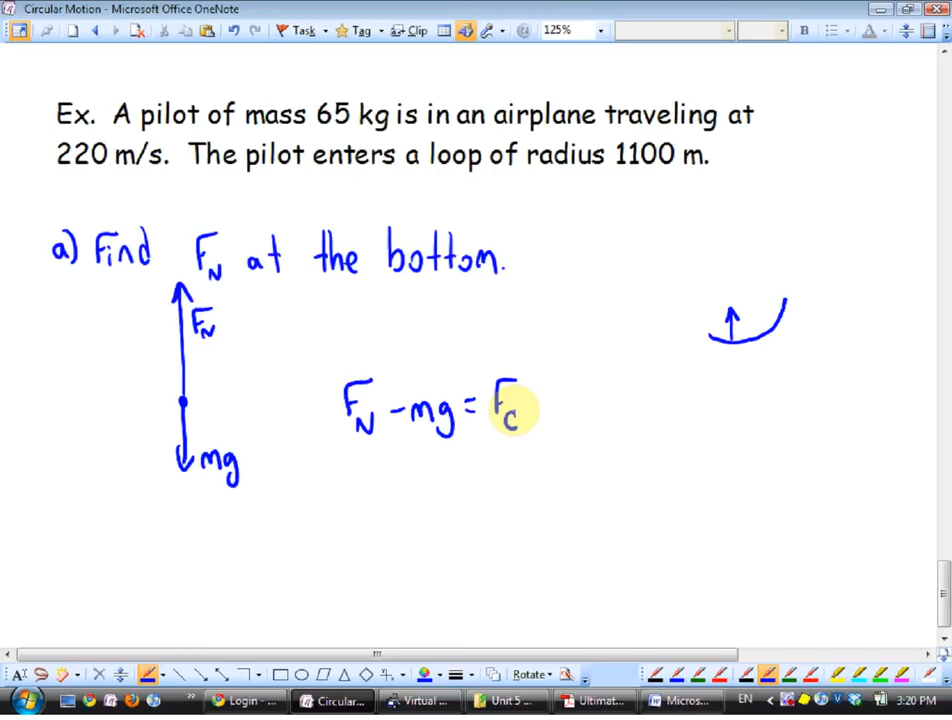 Circular Motion - Microsoft Office OneNote
Task Tag Clip 125% B A
Ex. A pilot of mass 65 kg is in an airplane traveling at
220 m/s. The pilot enters a loop of radius 1100 m.
a) Find F_N at the bottom.
F_N
F_N - mg = F_C
mg
A Rotate
Login - ... Circular... Virtual ... Unit 5 ... Ultimat... Micros... EN 3:20 PM